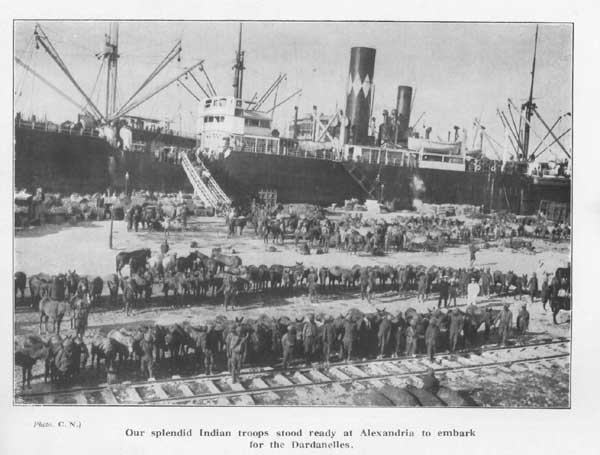 Photo. C. N.)
Our splendid Indian troops stood ready at Alexandria to embark
for the Dardanelles.